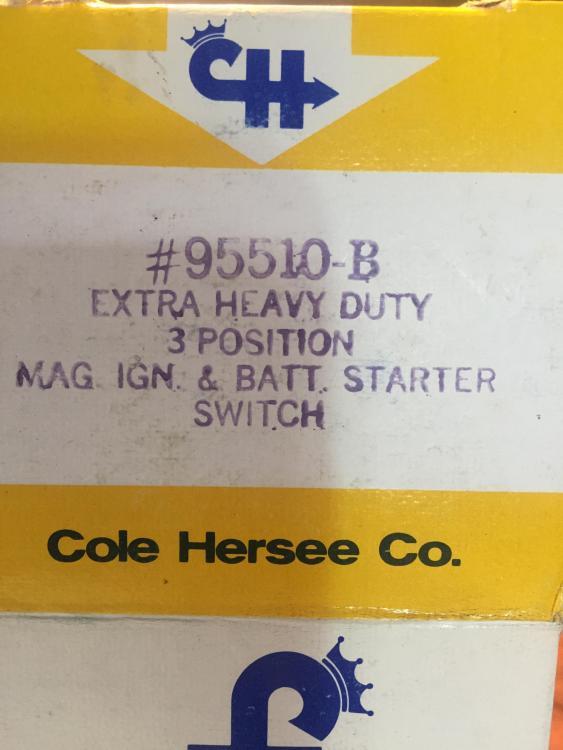 CH
#95510-B
EXTRA HEAVY DUTY
3 POSITION
MAG. IGN. & BATT. STARTER
SWITCH
Cole Hersee Co.